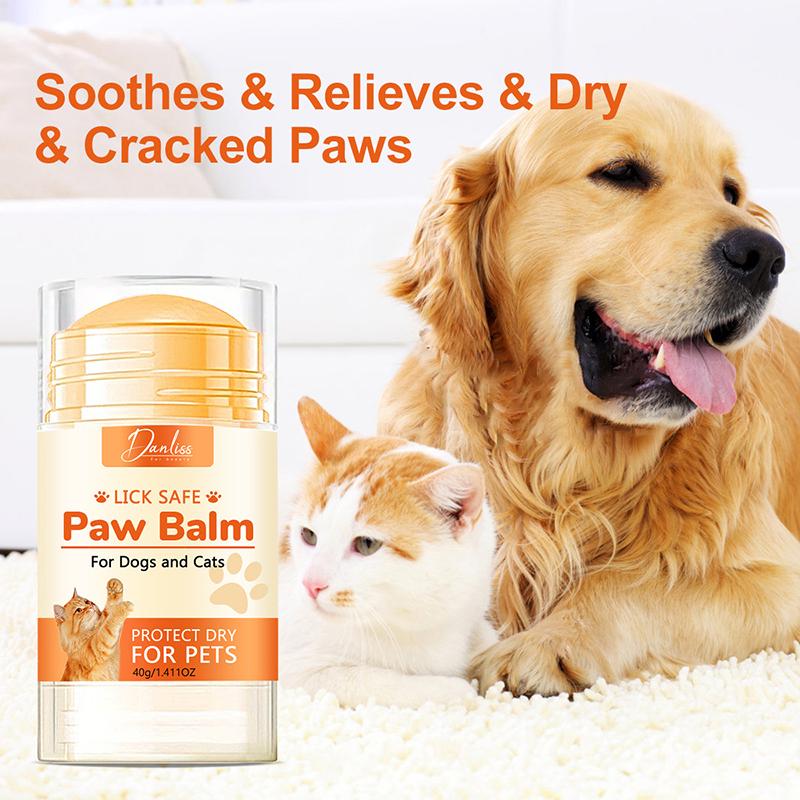 Soothes & Relieves & Dry
& Cracked Paws
Danliss
LICK SAFE
Paw Balm
For Dogs and Cats
PROTECT DRY
FOR PETS
40g/1.411OZ